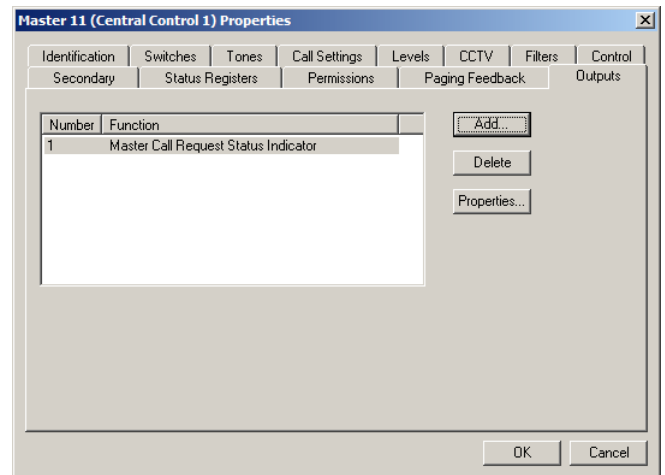 Master 11 (Central Control 1) Properties
Identification Switches Tones Call Settings Levels CCTV Filters Control
Secondary Status Registers Permissions Paging Feedback Outputs
Number Function
1 Master Call Request Status Indicator
Add...
Delete
Properties...
OK Cancel